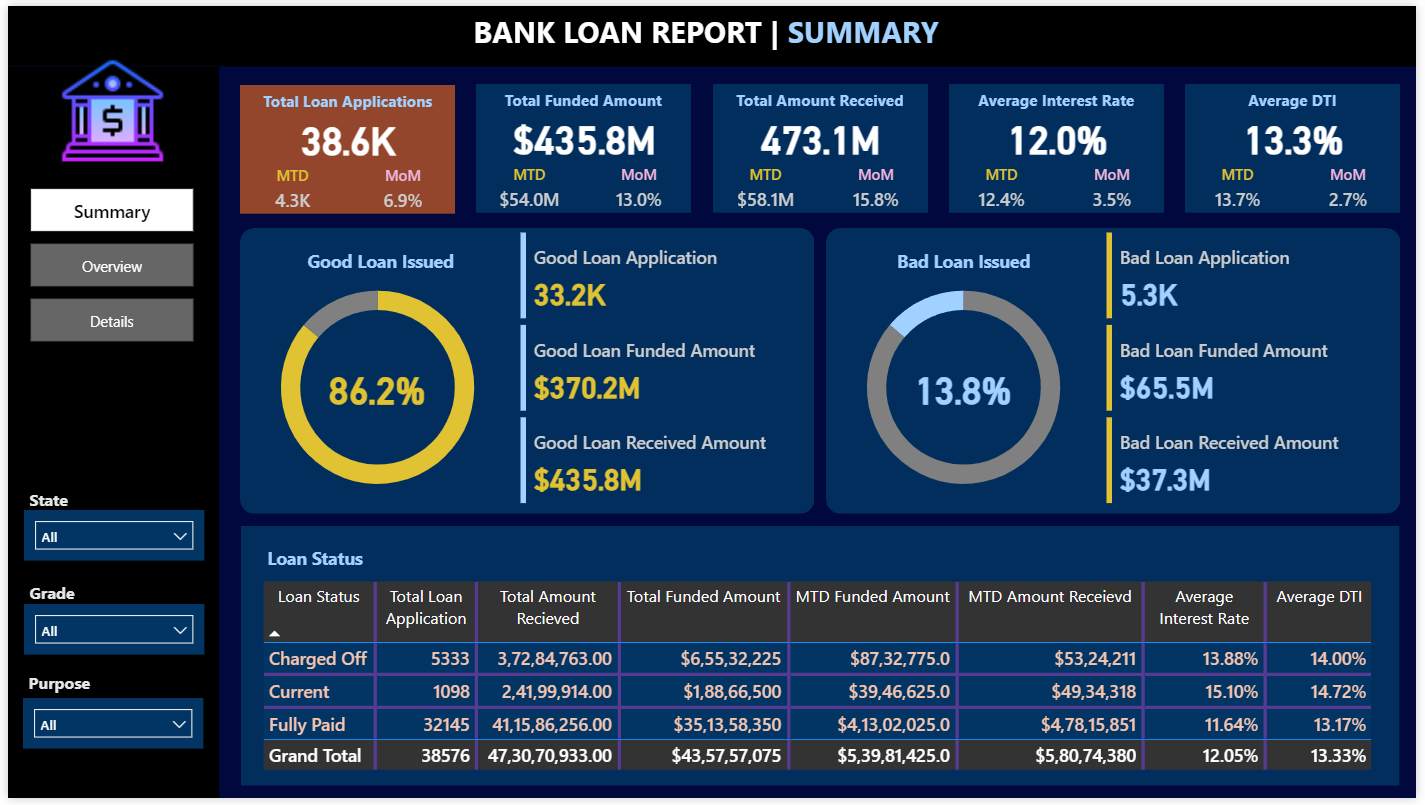 BANK LOAN REPORT | SUMMARY
$
Summary
Overview
Details
State
All
Grade
All
Purpose
All
Total Loan Applications
38.6K
MTD MoM
4.3K 6.9%
Total Funded Amount
$435.8M
MTD MoM
$54.0M 13.0%
Total Amount Received
473.1M
MTD MoM
$58.1M 15.8%
Average Interest Rate
12.0%
MTD MoM
12.4% 3.5%
Average DTI
13.3%
MTD MoM
13.7% 2.7%
Good Loan Issued
86.2%
Good Loan Application
33.2K
Good Loan Funded Amount
$370.2M
Good Loan Received Amount
$435.8M
Bad Loan Issued
13.8%
Bad Loan Application
5.3K
Bad Loan Funded Amount
$65.5M
Bad Loan Received Amount
$37.3M
Loan Status
Loan Status Total Loan Total Amount Total Funded Amount MTD Funded Amount MTD Amount Receievd Average Average DTI
Application Recieved Interest Rate
Charged Off 5333 3,72,84,763.00 $6,55,32,225 $87,32,775.0 $53,24,211 13.88% 14.00%
Current 1098 2,41,99,914.00 $1,88,66,500 $39,46,625.0 $49,34,318 15.10% 14.72%
Fully Paid 32145 41,15,86,256.00 $35,13,58,350 $4,13,02,025.0 $4,78,15,851 11.64% 13.17%
Grand Total 38576 47,30,70,933.00 $43,57,57,075 $5,39,81,425.0 $5,80,74,380 12.05% 13.33%